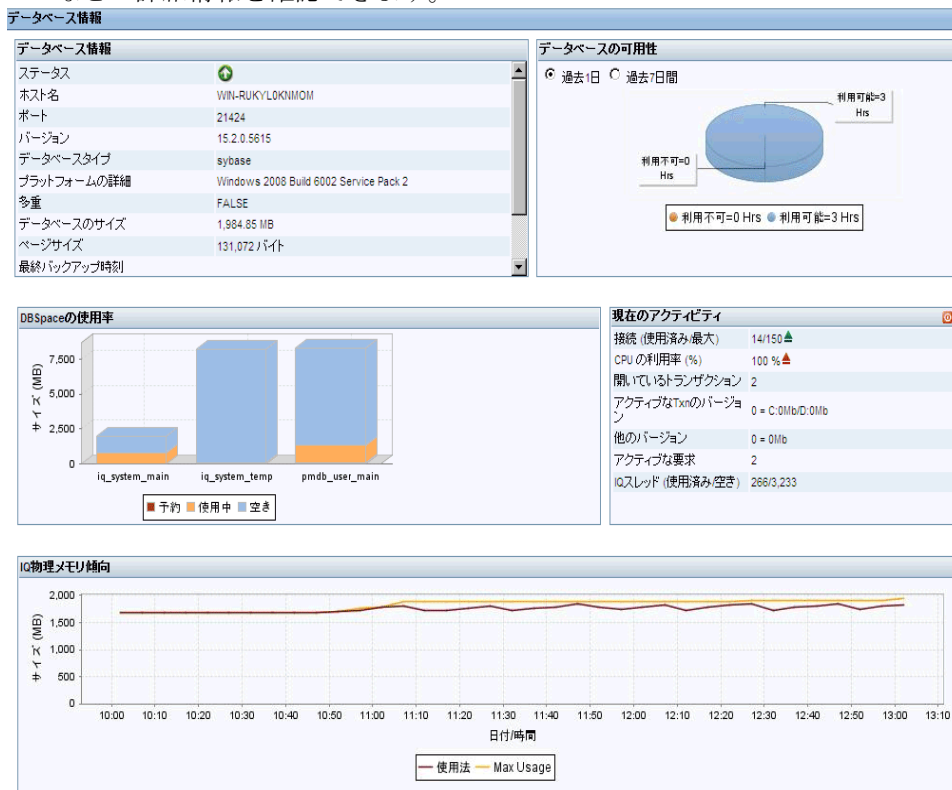 データベース情報
データベース情報
ステータス
ホスト名 WIN-RUKYL0KNMOM
ポート 21424
バージョン 15.2.0.5615
データベースタイプ sybase
プラットフォームの詳細 Windows 2008 Build 6002 Service Pack 2
多重 FALSE
データベースのサイズ 1,984.85 MB
ページサイズ 131,072 バイト
最終バックアップ時刻
データベースの可用性
過去1日 過去7日間
利用可能=3
Hrs
利用不可=0
Hrs
利用不可=0 Hrs 利用可能=3 Hrs
DBSpaceの使用率
サイズ (MB)
7,500
5,000
2,500
0
iq_system_main iq_system_temp pmdb_user_main
予約 使用中 空き
現在のアクティビティ
接続 (使用済み/最大) 14/150
CPU の利用率 (%) 100 %
開いているトランザクション 2
アクティブなTxnのバージョ
ン 0 = C:0Mb/D:0Mb
他のバージョン 0 = 0Mb
アクティブな要求 2
IQスレッド (使用済み/空き) 266/3,233
IQ物理メモリ傾向
サイズ (MB)
2,000
1,500
1,000
500
0
10:00 10:10 10:20 10:30 10:40 10:50 11:00 11:10 11:20 11:30 11:40 11:50 12:00 12:10 12:20 12:30 12:40 12:50 13:00 13:10
日付/時間
使用法 Max Usage